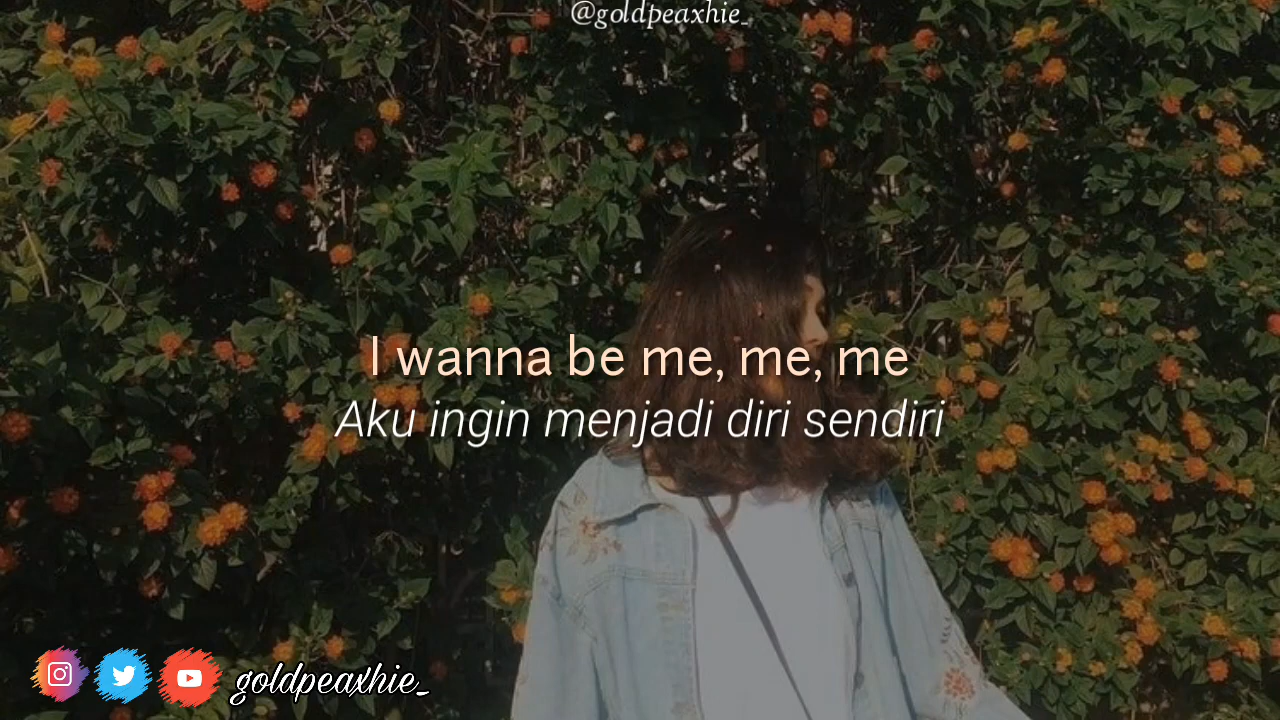 @goldpeaxhie_
I wanna be me, me, me
Aku ingin menjadi diri sendiri
goldpeaxhie_